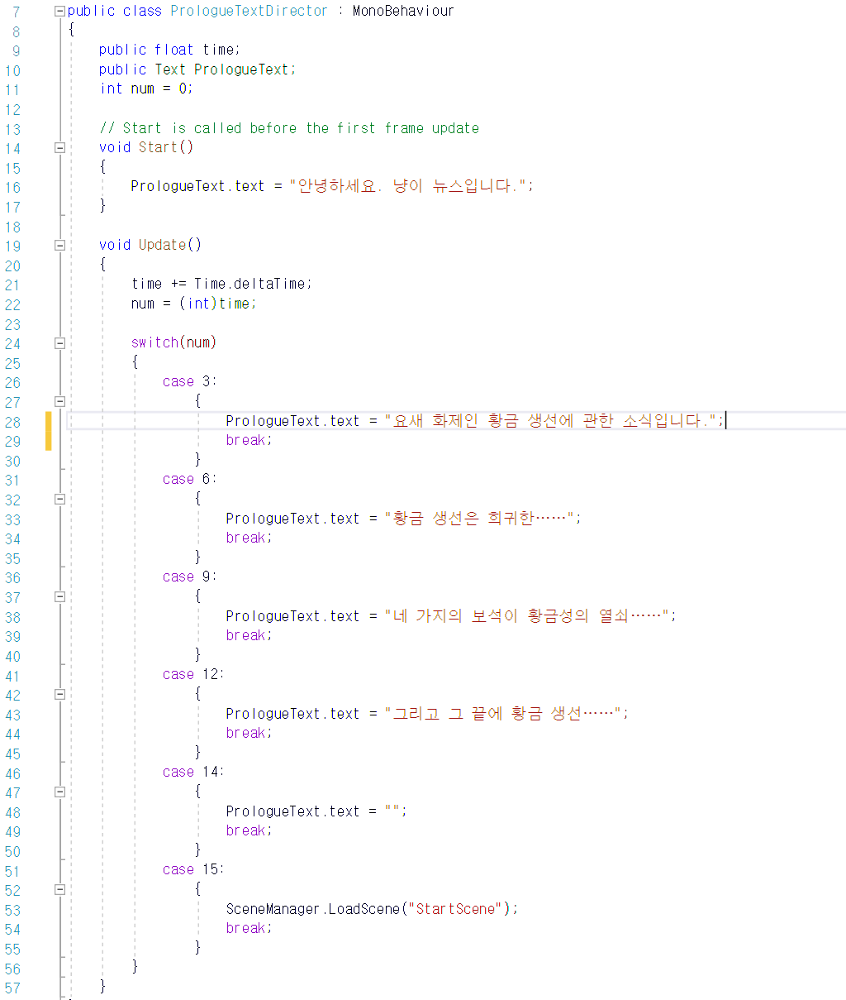 7 public class PrologueTextDirector : MonoBehaviour
8 {
9 public float time;
10 public Text PrologueText;
11 int num = 0;
12
13 // Start is called before the first frame update
14 void Start()
15 {
16 PrologueText.text = "안녕하세요. 냥이 뉴스입니다.";
17 }
18
19 void Update()
20 {
21 time += Time.deltaTime;
22 num = (int)time;
23
24 switch(num)
25 {
26 case 3:
27 {
28 PrologueText.text = "요새 화제인 황금 생선에 관한 소식입니다.";
29 break;
30 }
31 case 6:
32 {
33 PrologueText.text = "황금 생선은 희귀한……";
34 break;
35 }
36 case 9:
37 {
38 PrologueText.text = "네 가지의 보석이 황금성의 열쇠……";
39 break;
40 }
41 case 12:
42 {
43 PrologueText.text = "그리고 그 끝에 황금 생선……";
44 break;
45 }
46 case 14:
47 {
48 PrologueText.text = "";
49 break;
50 }
51 case 15:
52 {
53 SceneManager.LoadScene("StartScene");
54 break;
55 }
56 }
57 }